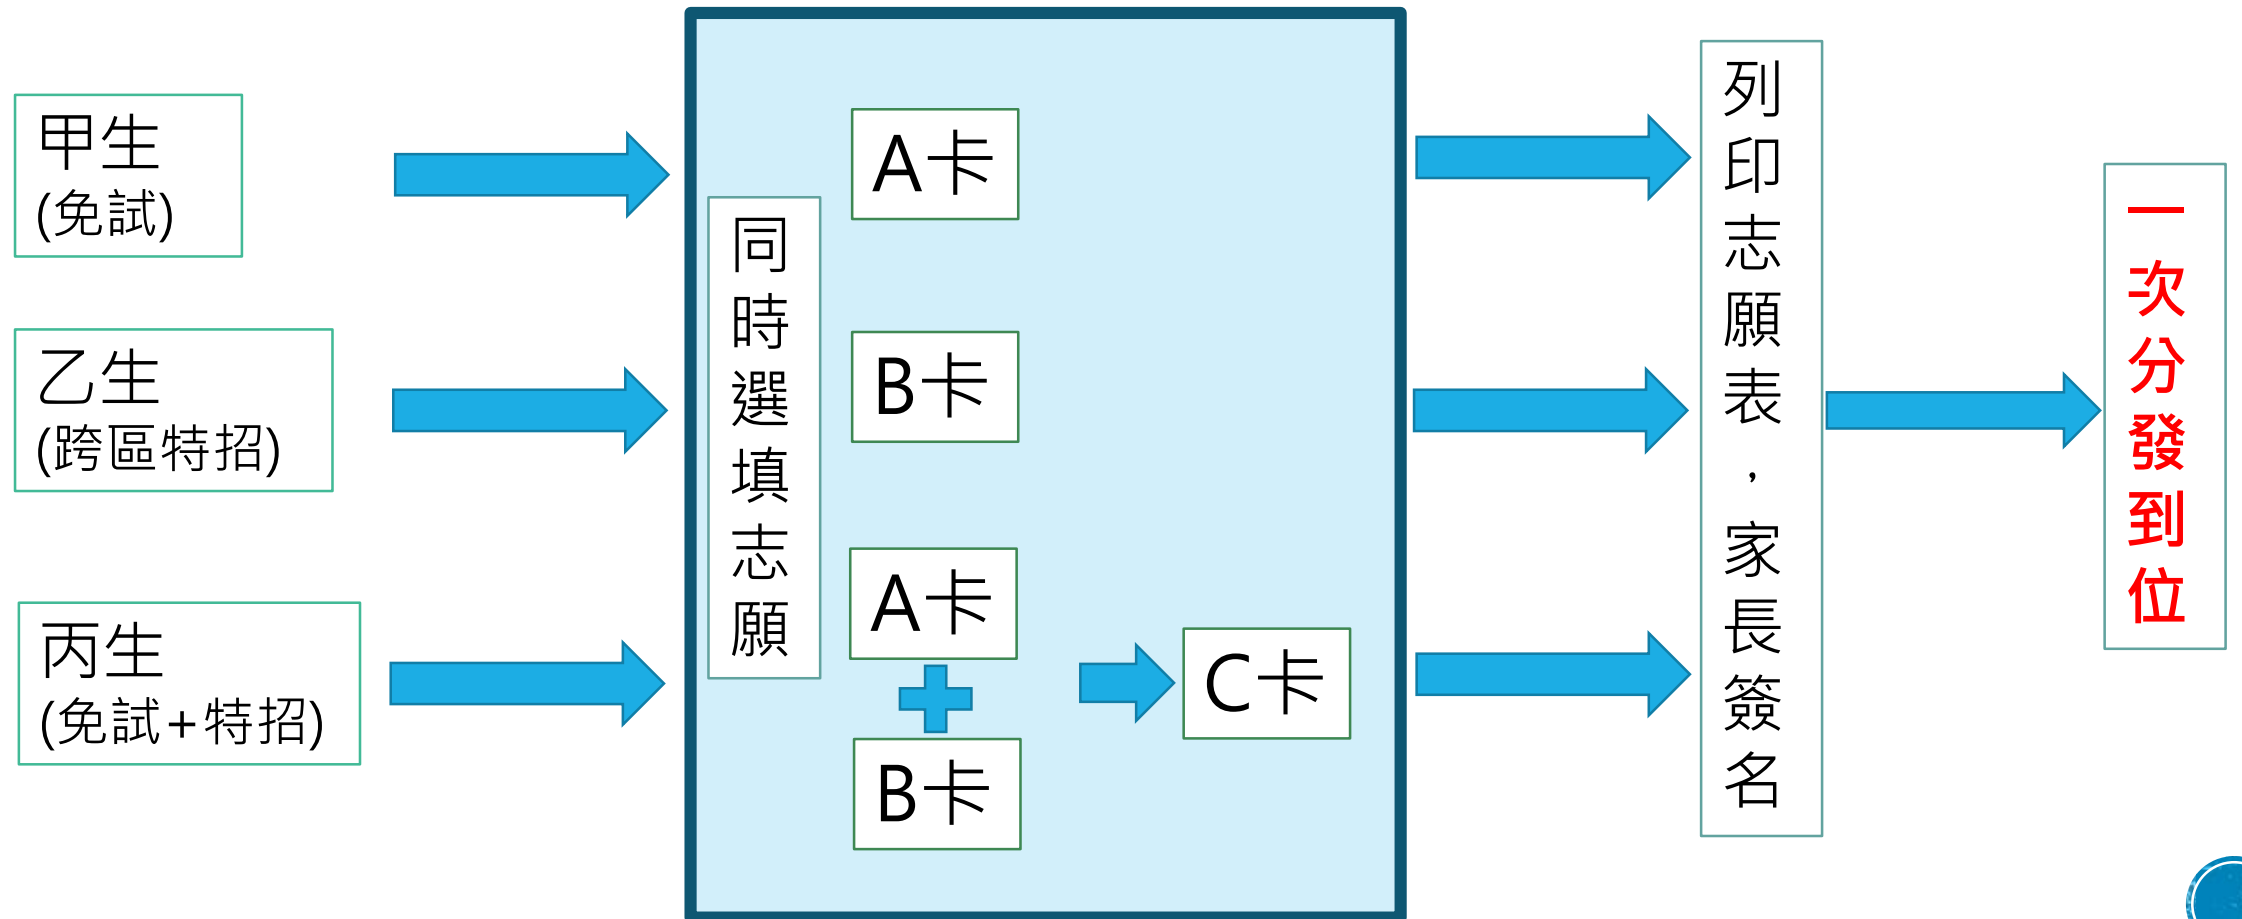 甲生
(免試)
乙生
(跨區特招)
丙生
(免試+特招)
同時選填志願
A卡
B卡
A卡
B卡
C卡
列印志願表，家長簽名
一次分發到位